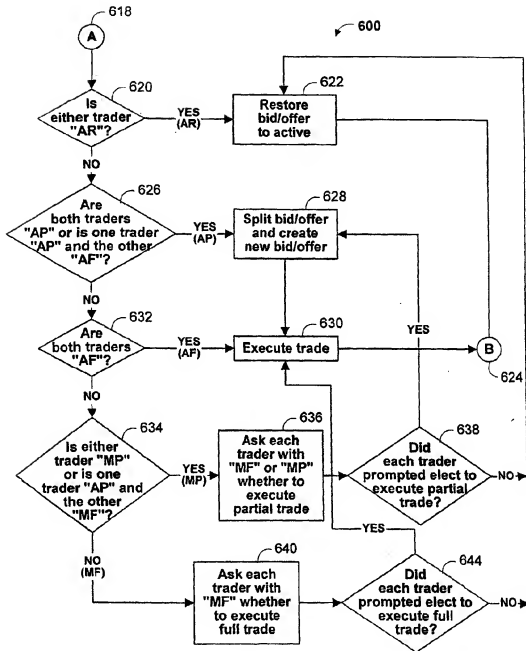 618
A
600
620
Is
either trader
"AR"?
YES
(AR)
622
Restore
bid/offer
to active
NO
626
Are
both traders
"AP" or is one trader
"AP" and the other
"AF"?
YES
(AP)
628
Split bid/offer
and create
new bid/offer
NO
632
Are
both traders
"AF"?
YES
(AF)
630
Execute trade
YES
B
624
NO
634
Is either
trader "MP"
or is one
trader "AP" and
the other
"MF"?
YES
(MP)
636
Ask each
trader with
"MF" or "MP"
whether to
execute
partial trade
638
Did
each trader
prompted elect to
execute partial
trade?
NO
YES
NO
(MF)
640
Ask each
trader with
"MF" whether
to execute
full trade
644
Did
each trader
prompted elect to
execute full
trade?
NO